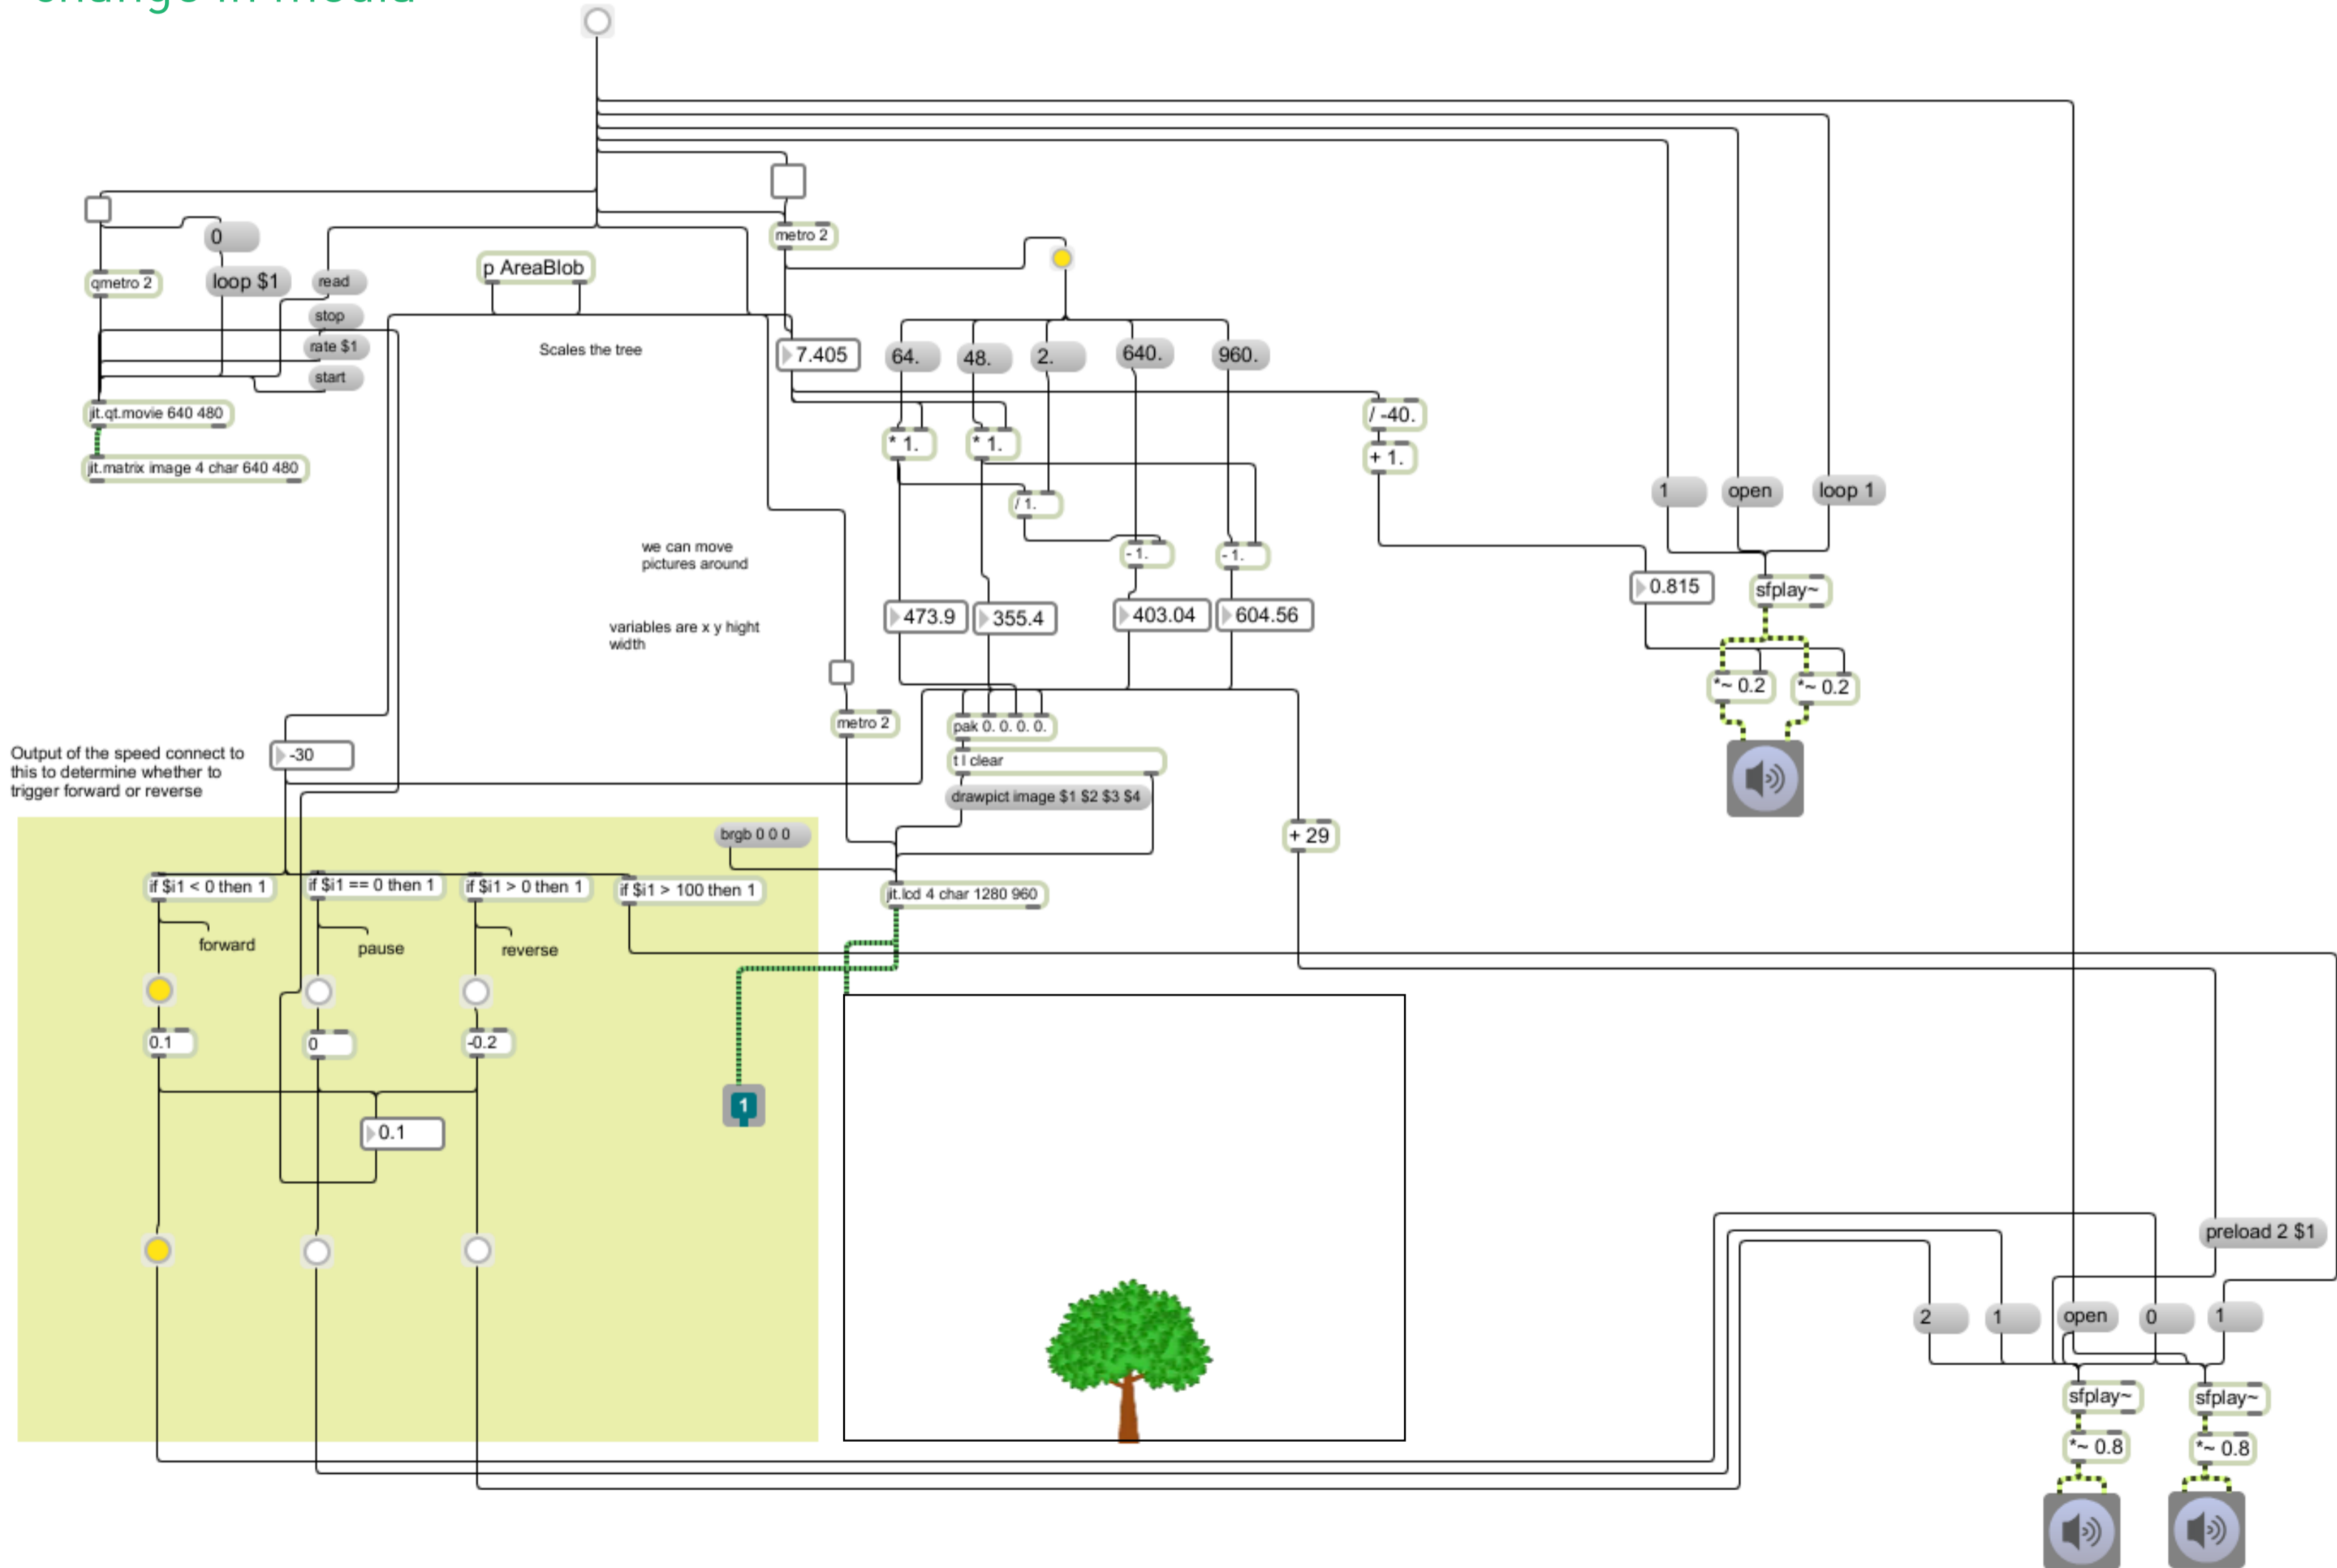 change in media
0
metro 2
qmetro 2
loop $1
read
p AreaBlob
stop
rate $1
start
Scales the tree
7.405
64.
48.
2.
640.
960.
jit.qt.movie 640 480
jit.matrix image 4 char 640 480
* 1.
* 1.
/ -40.
+ 1.
/ 1.
- 1.
- 1.
1
open
loop 1
we can move
pictures around
variables are x y hight
width
473.9
355.4
403.04
604.56
0.815
sfplay~
*~ 0.2
*~ 0.2
metro 2
pak 0. 0. 0. 0.
t l clear
drawpict image $1 $2 $3 $4
Output of the speed connect to
this to determine whether to
trigger forward or reverse
-30
brgb 0 0 0
+ 29
if $i1 < 0 then 1
if $i1 == 0 then 1
if $i1 > 0 then 1
if $i1 > 100 then 1
jit.lcd 4 char 1280 960
forward
pause
reverse
0.1
0
-0.2
0.1
1
preload 2 $1
2
1
open
0
1
sfplay~
sfplay~
*~ 0.8
*~ 0.8